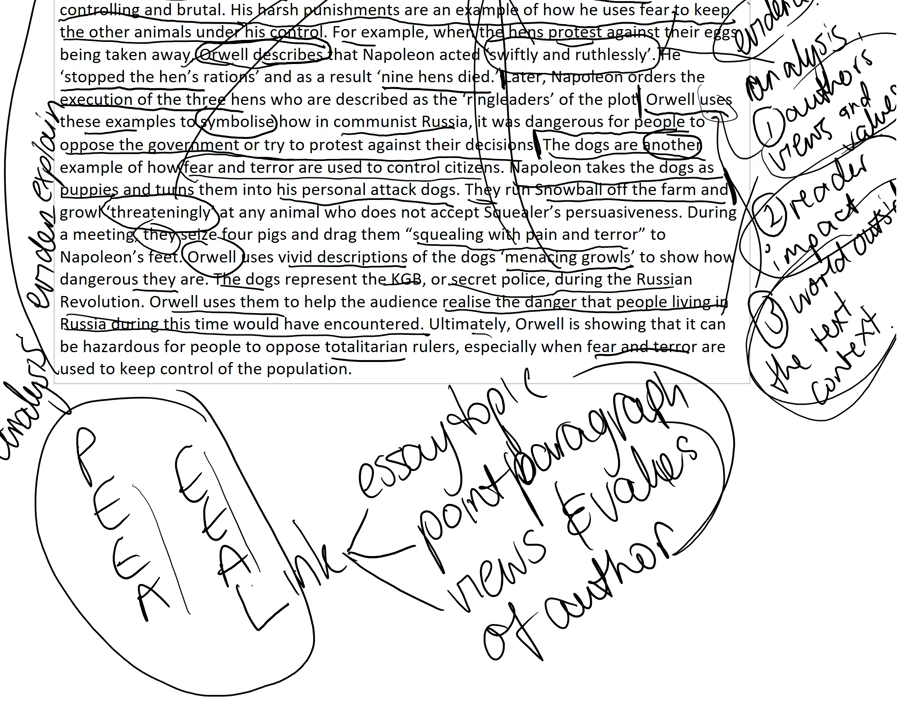 controlling and brutal. His harsh punishments are an example of how he uses fear to keep
the other animals under his control. For example, when the hens protest against their eggs
being taken away, Orwell describes that Napoleon acted ‘swiftly and ruthlessly’. He
‘stopped the hen’s rations’ and as a result ‘nine hens died.’ Later, Napoleon orders the
execution of the three hens who are described as the ‘ringleaders’ of the plot. Orwell uses
these examples to symbolise how in communist Russia, it was dangerous for people to
oppose the government or try to protest against their decisions. The dogs are another
example of how fear and terror are used to control citizens. Napoleon takes the dogs as
puppies and turns them into his personal attack dogs. They run Snowball off the farm and
growl ‘threateningly’ at any animal who does not accept Squealer’s persuasiveness. During
a meeting, they seize four pigs and drag them “squealing with pain and terror” to
Napoleon’s feet. Orwell uses vivid descriptions of the dogs ‘menacing growls’ to show how
dangerous they are. The dogs represent the KGB, or secret police, during the Russian
Revolution. Orwell uses them to help the audience realise the danger that people living in
Russia during this time would have encountered. Ultimately, Orwell is showing that it can
be hazardous for people to oppose totalitarian rulers, especially when fear and terror are
used to keep control of the population.
analysis
① authors
views and
values
② reader
impact
③ world outside
the text
context.
eviden explain
analysis
P
E
E
E
A
E
E
A
Link
essay topic
point/paragraph
views & values
of author